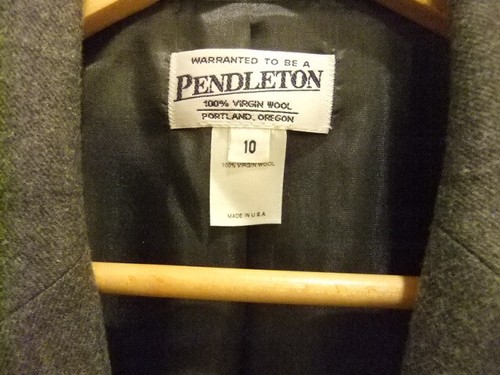 WARRANTED TO BE A
PENDLETON
100% VIRGIN WOOL
PORTLAND, OREGON
10
100% VIRGIN WOOL
MADE IN U.S.A